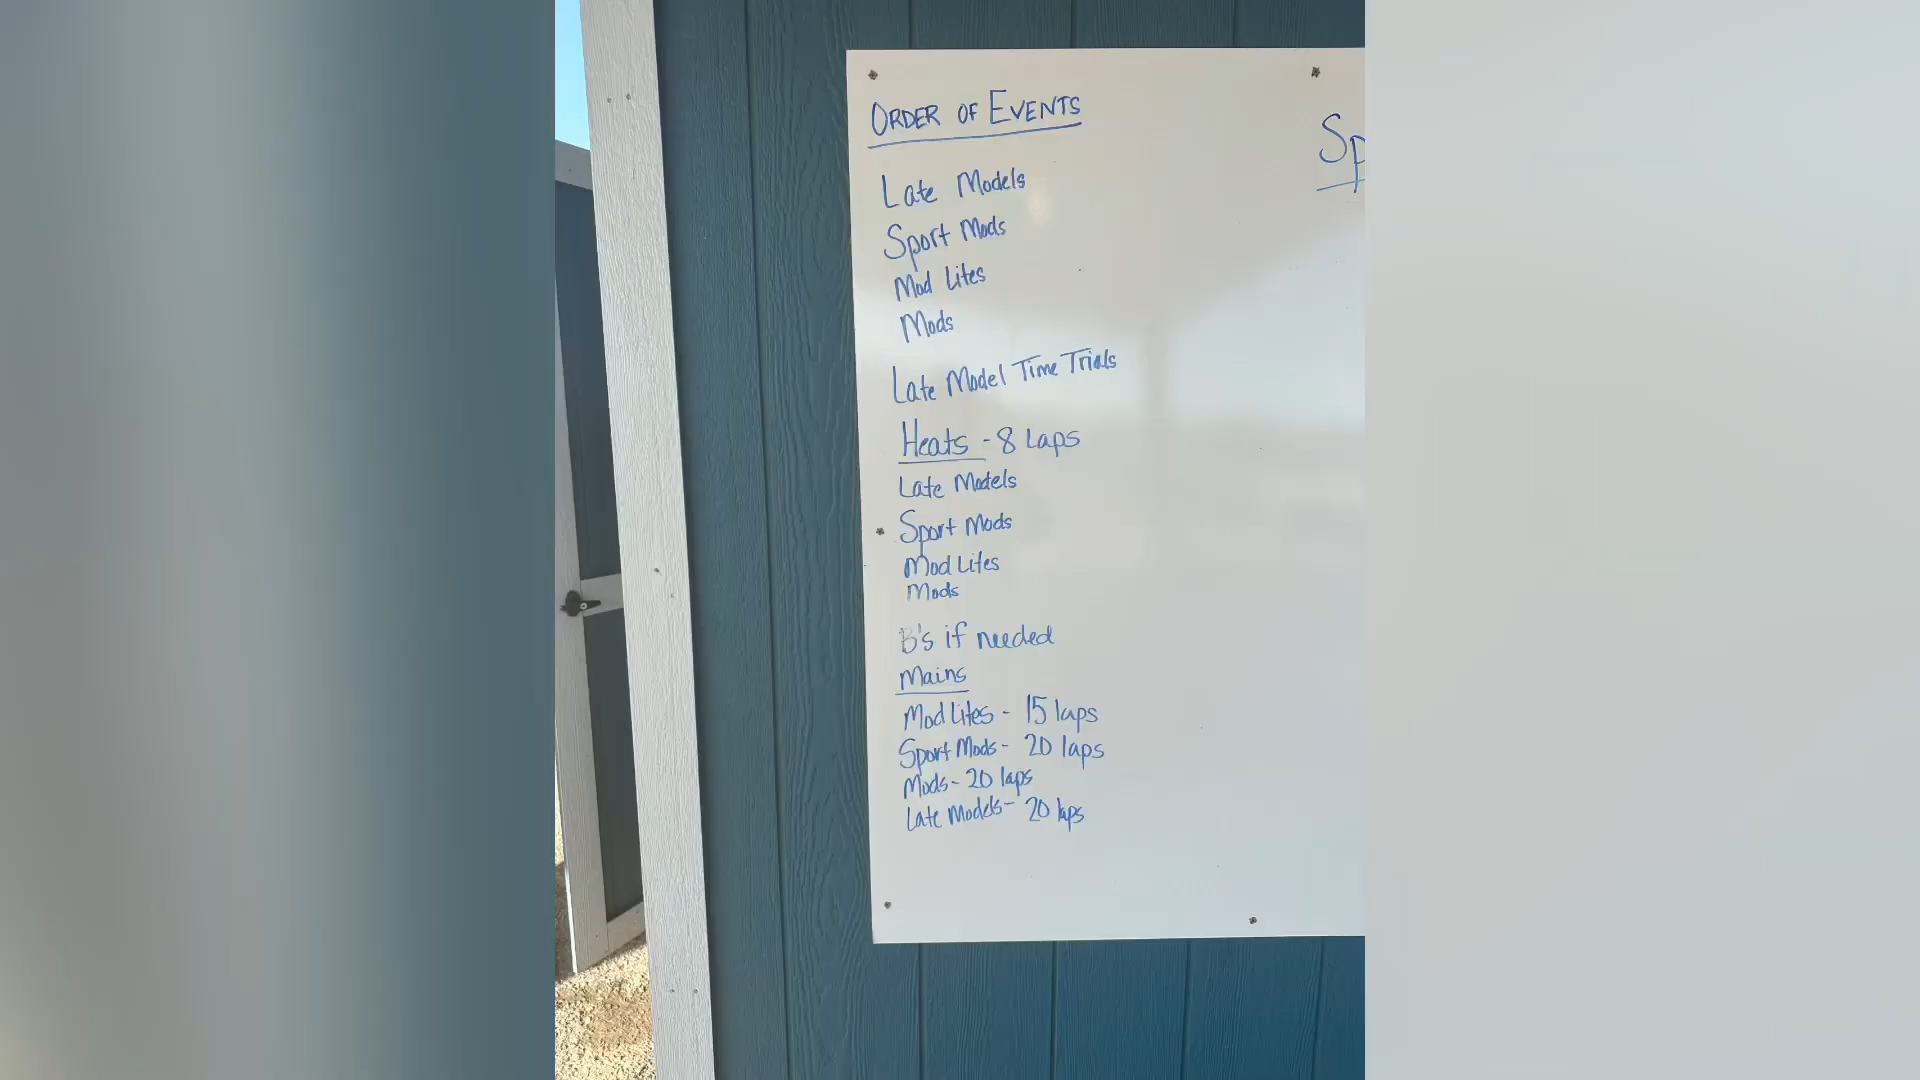 ORDER OF EVENTS
Late Models
Sport Mods
Mod Lites
Mods
Late Model Time Trials
Heats - 8 Laps
Late Models
Sport Mods
Mod Lites
Mods
B's if needed
Mains
Mod Lites - 15 laps
Sport Mods - 20 laps
Mods - 20 laps
Late Models - 20 laps
Sp